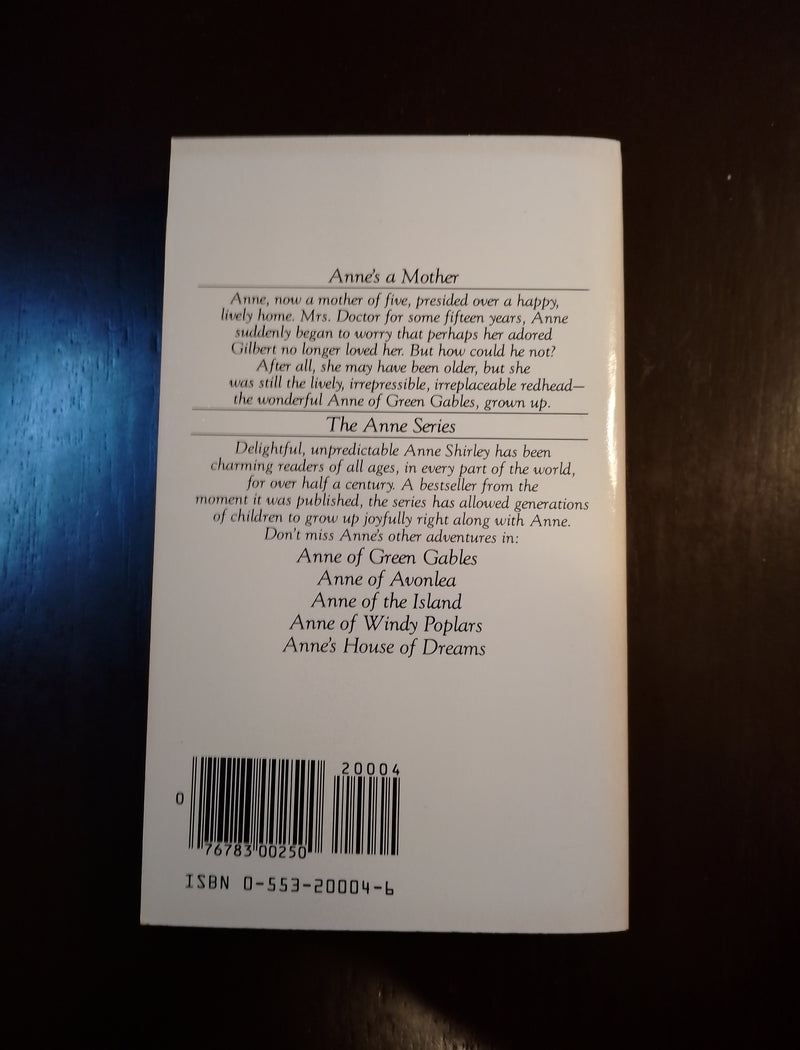 Anne's a Mother
Anne, now a mother of five, presided over a happy,
lively home. Mrs. Doctor for some fifteen years, Anne
suddenly began to worry that perhaps her adored
Gilbert no longer loved her. But how could he not?
After all, she may have been older, but she
was still the lively, irrepressible, irreplaceable redhead—
the wonderful Anne of Green Gables, grown up.
The Anne Series
Delightful, unpredictable Anne Shirley has been
charming readers of all ages, in every part of the world,
for over half a century. A bestseller from the
moment it was published, the series has allowed generations
of children to grow up joyfully right along with Anne.
Don't miss Anne's other adventures in:
Anne of Green Gables
Anne of Avonlea
Anne of the Island
Anne of Windy Poplars
Anne's House of Dreams
20004
0
76783 00250
ISBN 0-553-20004-6